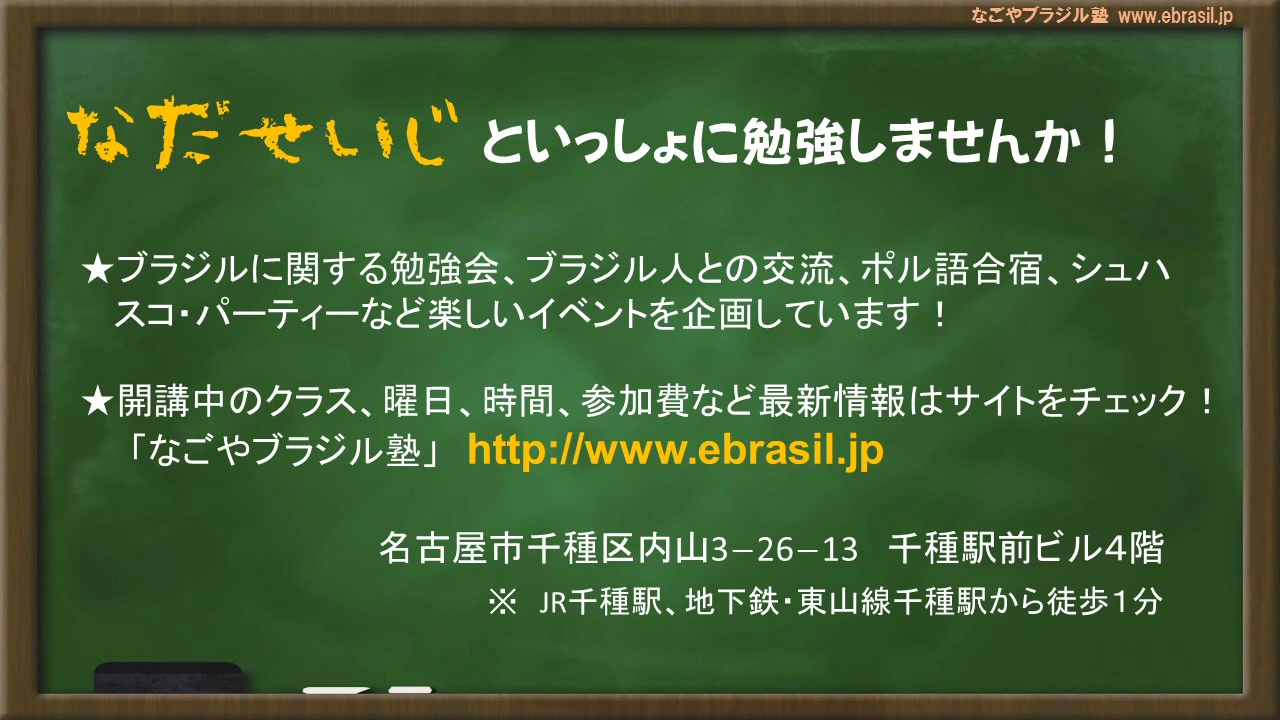 なごやブラジル塾 www.ebrasil.jp
なだせいじ といっしょに勉強しませんか！
★ブラジルに関する勉強会、ブラジル人との交流、ポル語合宿、シュハ
スコ・パーティーなど楽しいイベントを企画しています！
★開講中のクラス、曜日、時間、参加費など最新情報はサイトをチェック！
「なごやブラジル塾」 http://www.ebrasil.jp
名古屋市千種区内山3－26－13 千種駅前ビル４階
※ JR千種駅、地下鉄・東山線千種駅から徒歩１分